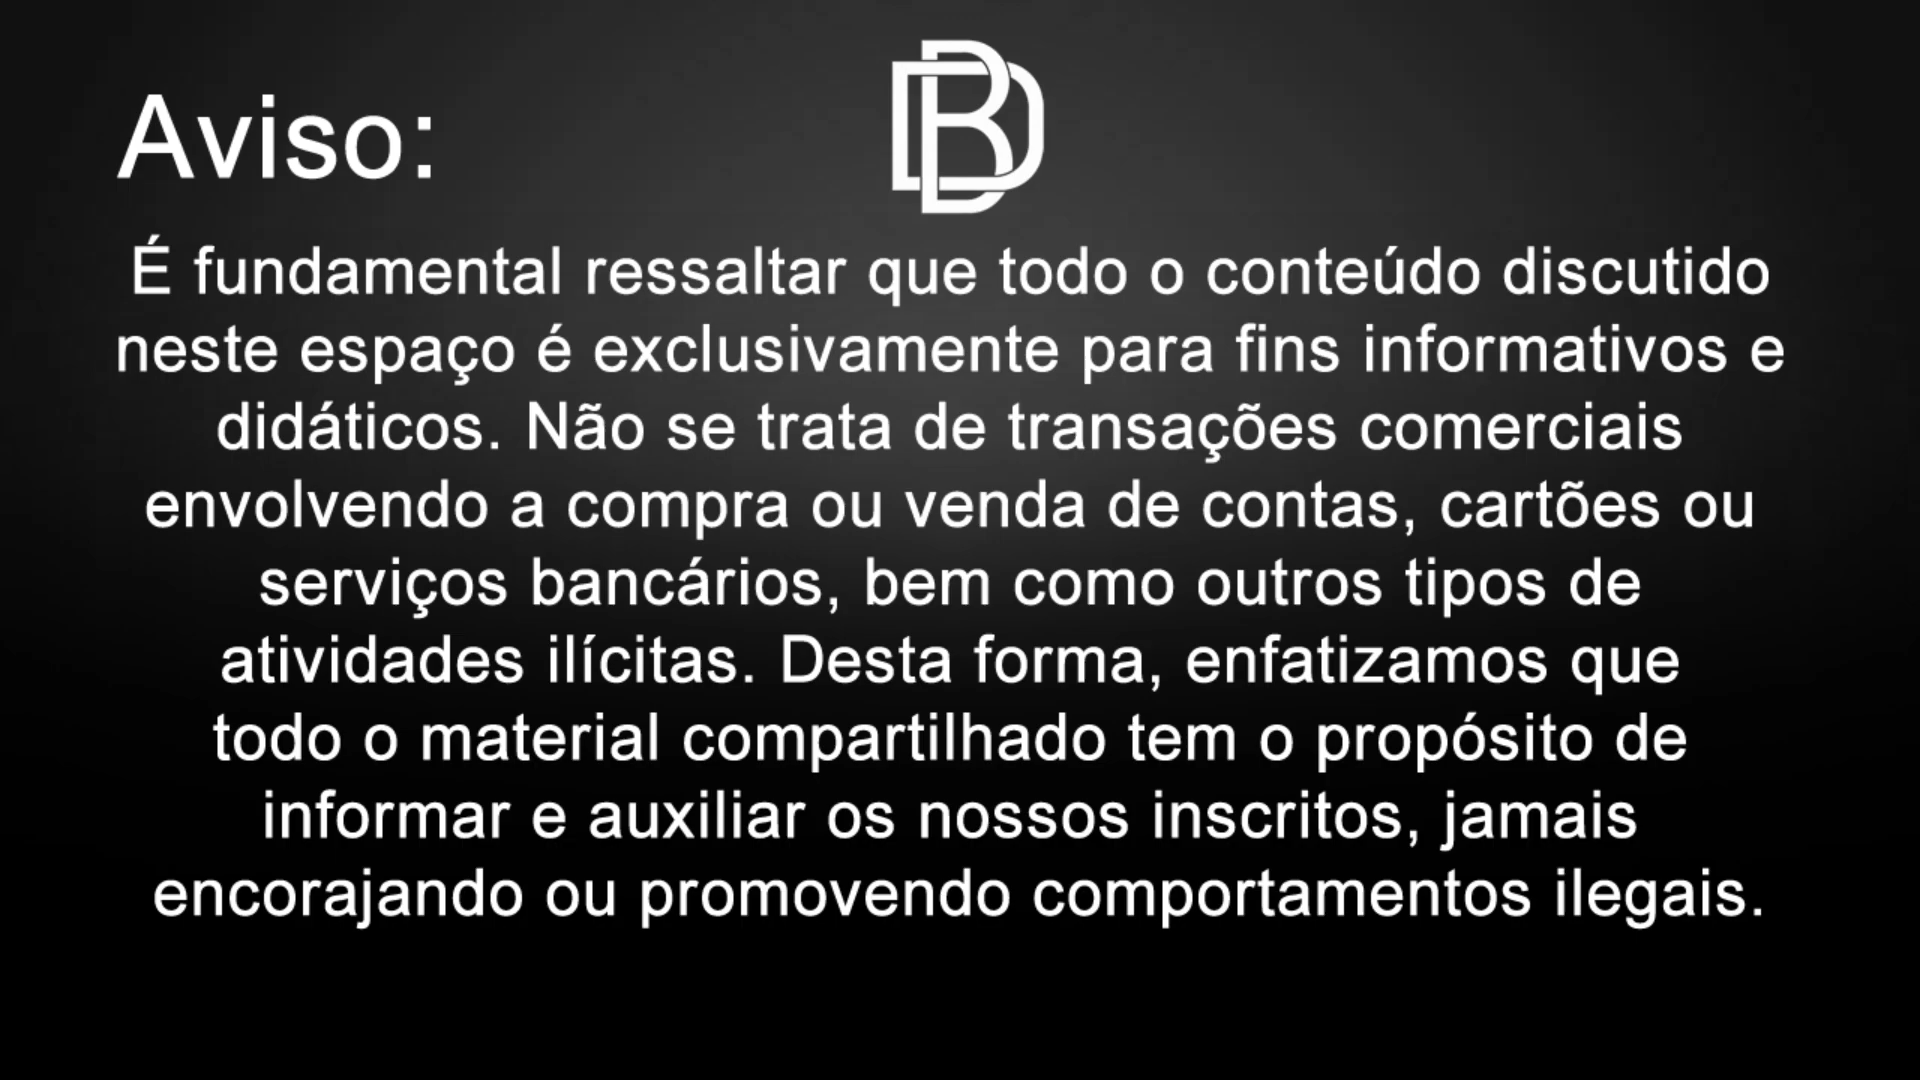 Aviso:
É fundamental ressaltar que todo o conteúdo discutido
neste espaço é exclusivamente para fins informativos e
didáticos. Não se trata de transações comerciais
envolvendo a compra ou venda de contas, cartões ou
serviços bancários, bem como outros tipos de
atividades ilícitas. Desta forma, enfatizamos que
todo o material compartilhado tem o propósito de
informar e auxiliar os nossos inscritos, jamais
encorajando ou promovendo comportamentos ilegais.